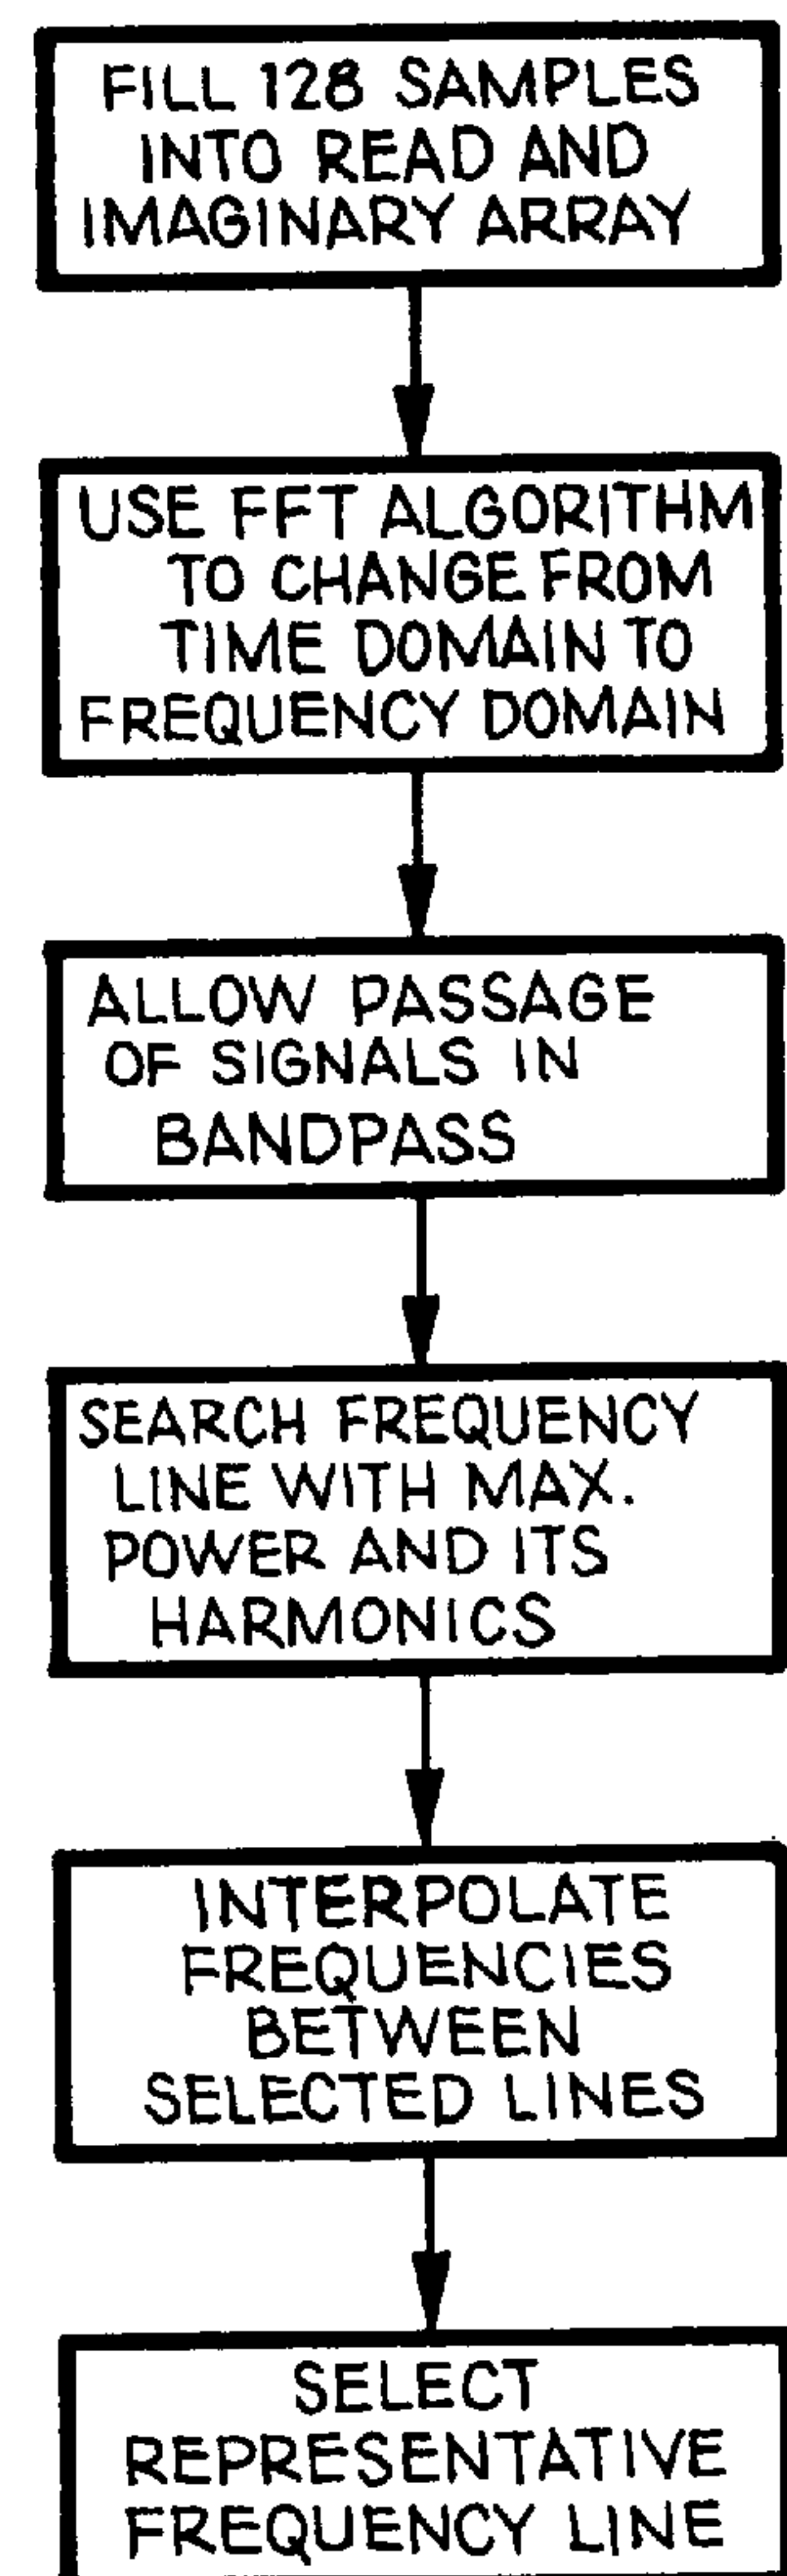 FILL 128 SAMPLES
INTO READ AND
IMAGINARY ARRAY
USE FFT ALGORITHM
TO CHANGE FROM
TIME DOMAIN TO
FREQUENCY DOMAIN
ALLOW PASSAGE
OF SIGNALS IN
BANDPASS
SEARCH FREQUENCY
LINE WITH MAX.
POWER AND ITS
HARMONICS
INTERPOLATE
FREQUENCIES
BETWEEN
SELECTED LINES
SELECT
REPRESENTATIVE
FREQUENCY LINE